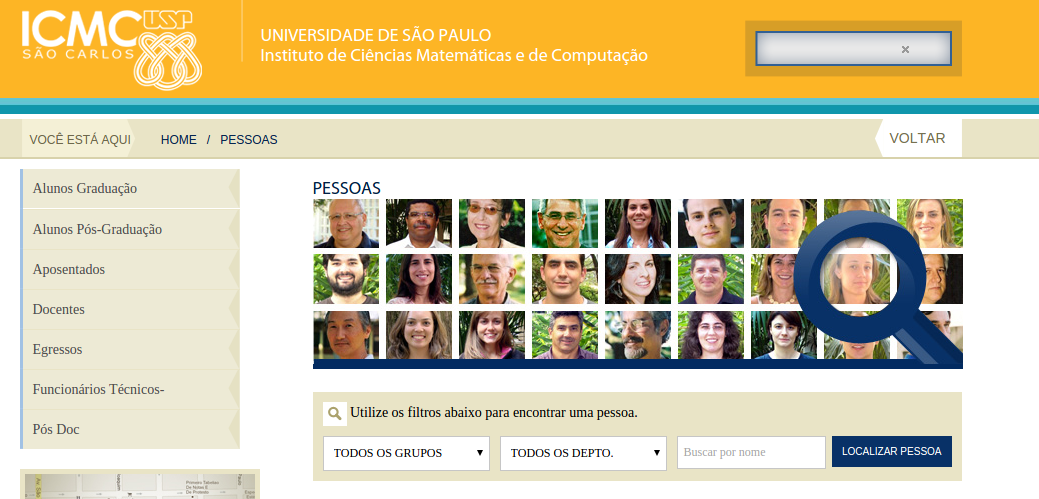 ICMC USP
SÃO CARLOS
UNIVERSIDADE DE SÃO PAULO
Instituto de Ciências Matemáticas e de Computação
VOCÊ ESTÁ AQUI
HOME / PESSOAS
VOLTAR
Alunos Graduação
Alunos Pós-Graduação
Aposentados
Docentes
Egressos
Funcionários Técnicos-
Pós Doc
PESSOAS
Utilize os filtros abaixo para encontrar uma pessoa.
TODOS OS GRUPOS
TODOS OS DEPTO.
Buscar por nome
LOCALIZAR PESSOA